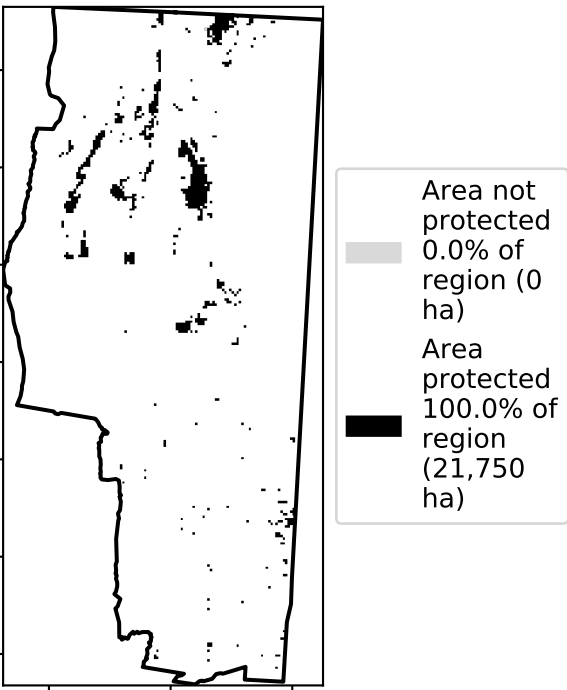 Area not
protected
0.0% of
region (0
ha)
Area
protected
100.0% of
region
(21,750
ha)